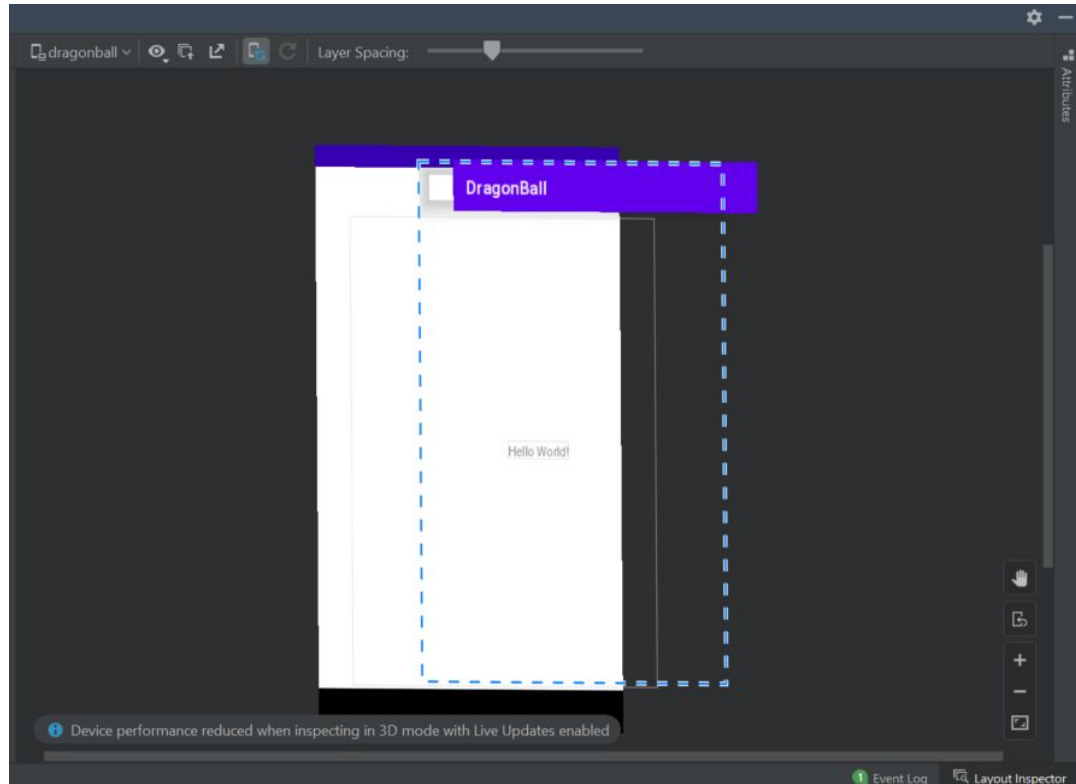 dragonball
Layer Spacing:
Attributes
DragonBall
Hello World!
Device performance reduced when inspecting in 3D mode with Live Updates enabled
1 Event Log
Layout Inspector